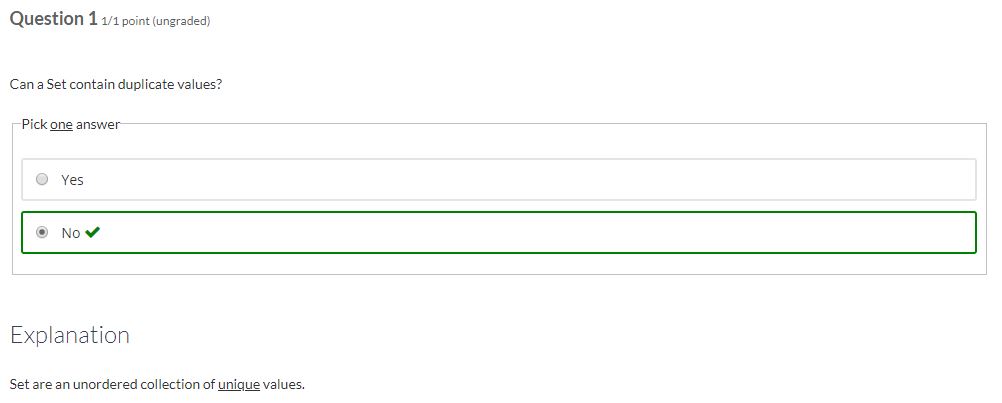 Question 1 1/1 point (ungraded)
Can a Set contain duplicate values?
Pick one answer
Yes
No
Explanation
Set are an unordered collection of unique values.